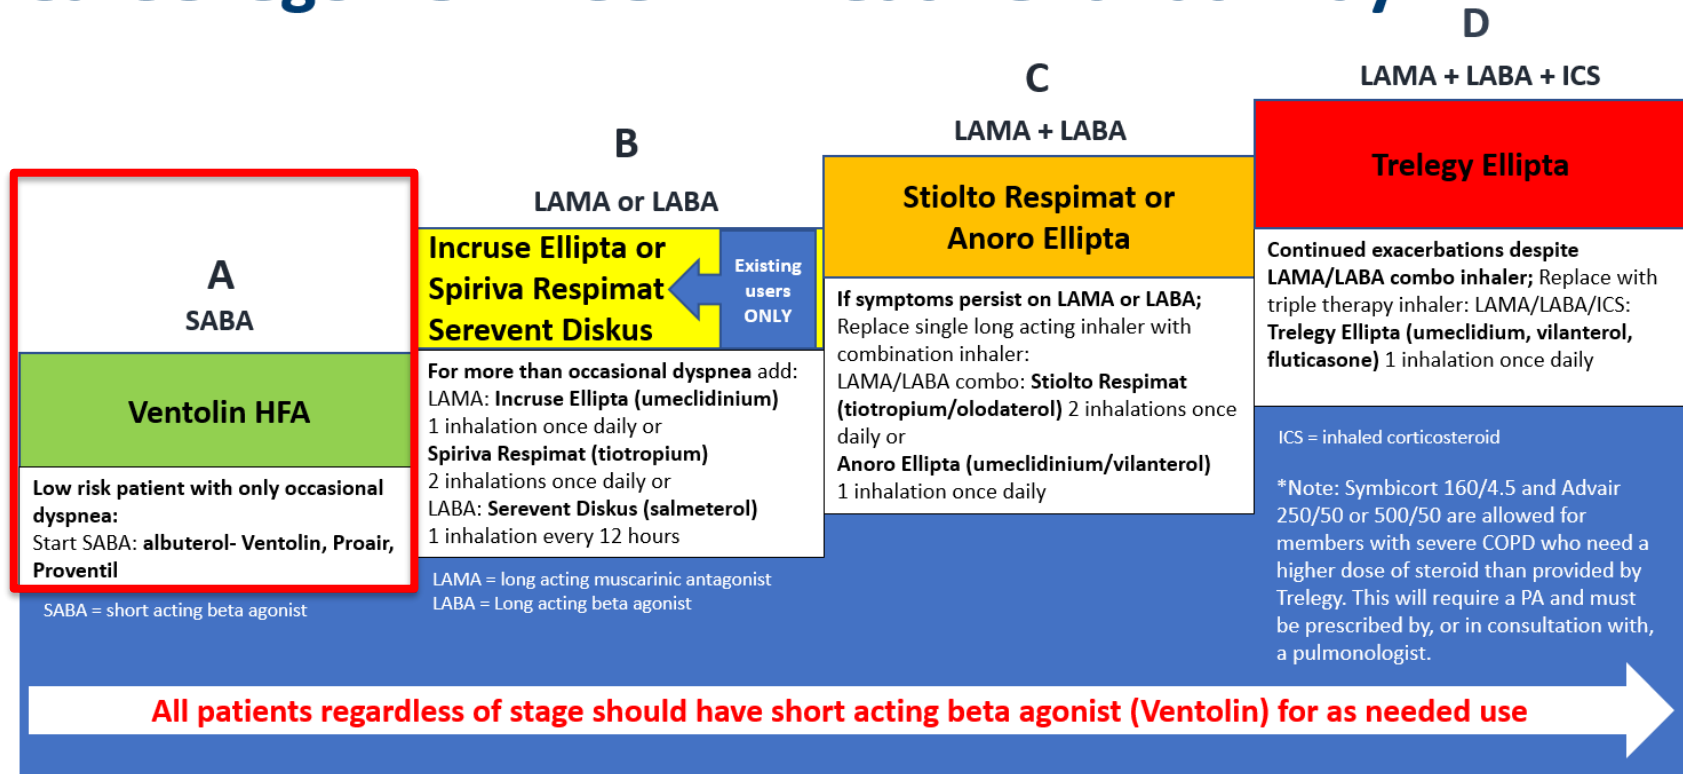 A
SABA
Ventolin HFA
Low risk patient with only occasional
dyspnea:
Start SABA: albuterol- Ventolin, Proair,
Proventil
SABA = short acting beta agonist
B
LAMA or LABA
Incruse Ellipta or
Spiriva Respimat
Serevent Diskus
Existing
users
ONLY
For more than occasional dyspnea add:
LAMA: Incruse Ellipta (umeclidinium)
1 inhalation once daily or
Spiriva Respimat (tiotropium)
2 inhalations once daily or
LABA: Serevent Diskus (salmeterol)
1 inhalation every 12 hours
LAMA = long acting muscarinic antagonist
LABA = Long acting beta agonist
C
LAMA + LABA
Stiolto Respimat or
Anoro Ellipta
If symptoms persist on LAMA or LABA;
Replace single long acting inhaler with
combination inhaler:
LAMA/LABA combo: Stiolto Respimat
(tiotropium/olodaterol) 2 inhalations once
daily or
Anoro Ellipta (umeclidinium/vilanterol)
1 inhalation once daily
D
LAMA + LABA + ICS
Trelegy Ellipta
Continued exacerbations despite
LAMA/LABA combo inhaler; Replace with
triple therapy inhaler: LAMA/LABA/ICS:
Trelegy Ellipta (umeclidium, vilanterol,
fluticasone) 1 inhalation once daily
ICS = inhaled corticosteroid
*Note: Symbicort 160/4.5 and Advair
250/50 or 500/50 are allowed for
members with severe COPD who need a
higher dose of steroid than provided by
Trelegy. This will require a PA and must
be prescribed by, or in consultation with,
a pulmonologist.
All patients regardless of stage should have short acting beta agonist (Ventolin) for as needed use